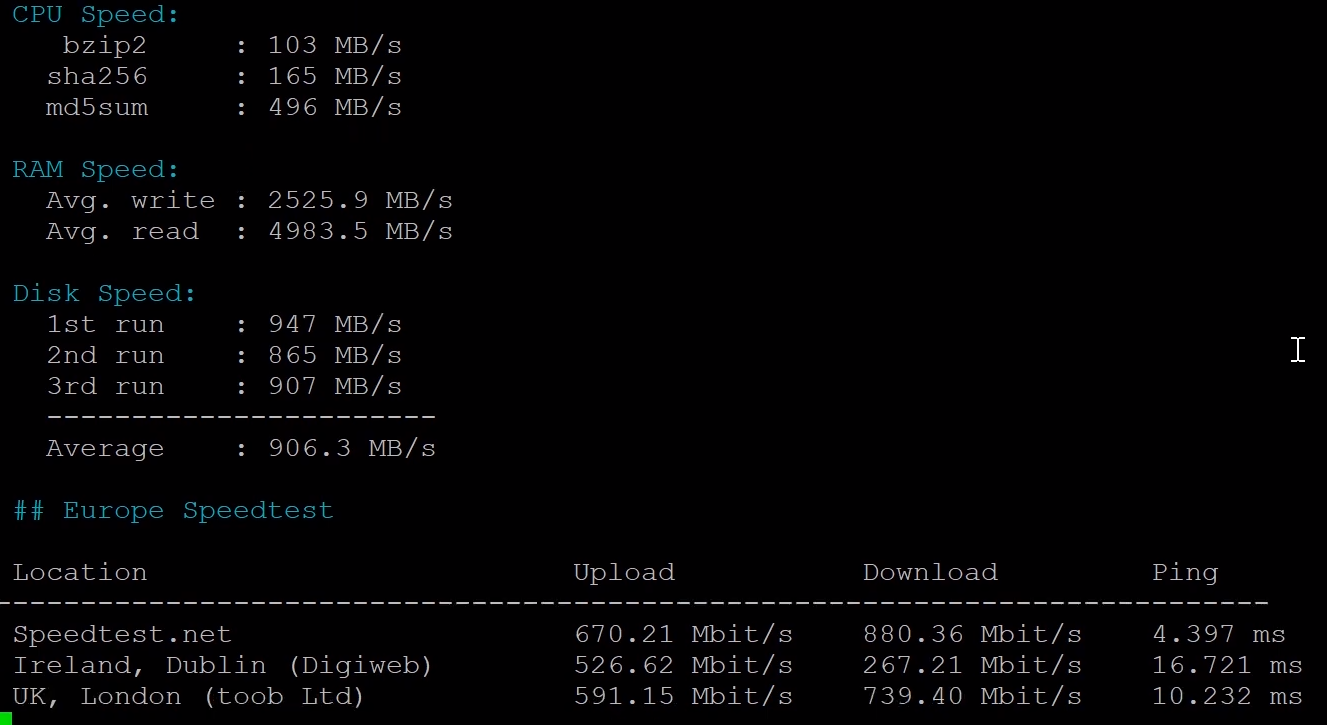 CPU Speed:
bzip2 : 103 MB/s
sha256 : 165 MB/s
md5sum : 496 MB/s
RAM Speed:
Avg. write : 2525.9 MB/s
Avg. read : 4983.5 MB/s
Disk Speed:
1st run : 947 MB/s
2nd run : 865 MB/s
3rd run : 907 MB/s
-----------------------
Average : 906.3 MB/s
## Europe Speedtest
Location Upload Download Ping
---------------------------------------------------------------------------
Speedtest.net 670.21 Mbit/s 880.36 Mbit/s 4.397 ms
Ireland, Dublin (Digiweb) 526.62 Mbit/s 267.21 Mbit/s 16.721 ms
UK, London (toob Ltd) 591.15 Mbit/s 739.40 Mbit/s 10.232 ms